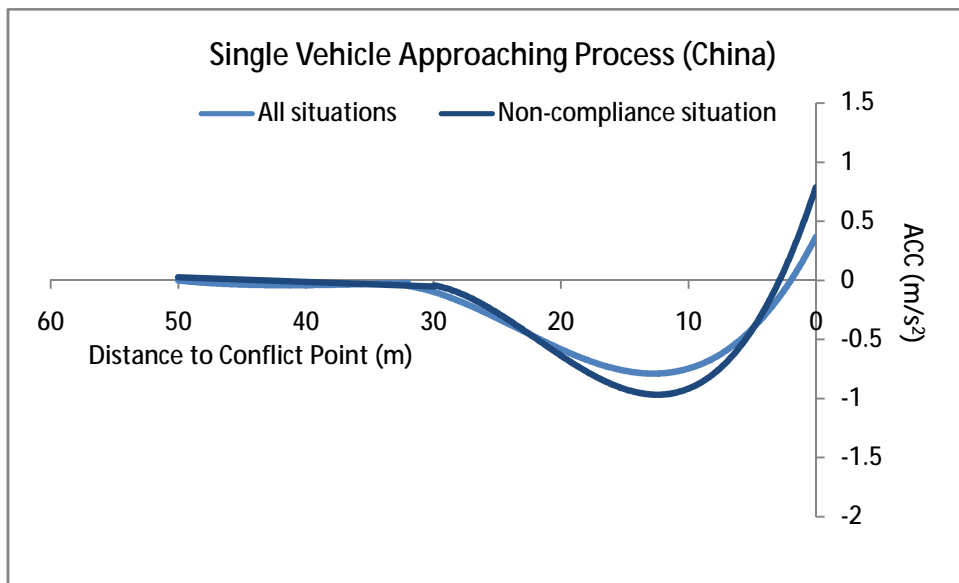 Single Vehicle Approaching Process (China)
All situations Non-compliance situation
1.5
1
0.5
0
-0.5
-1
-1.5
-2
ACC (m/s²)
60 50 40 30 20 10 0
Distance to Conflict Point (m)